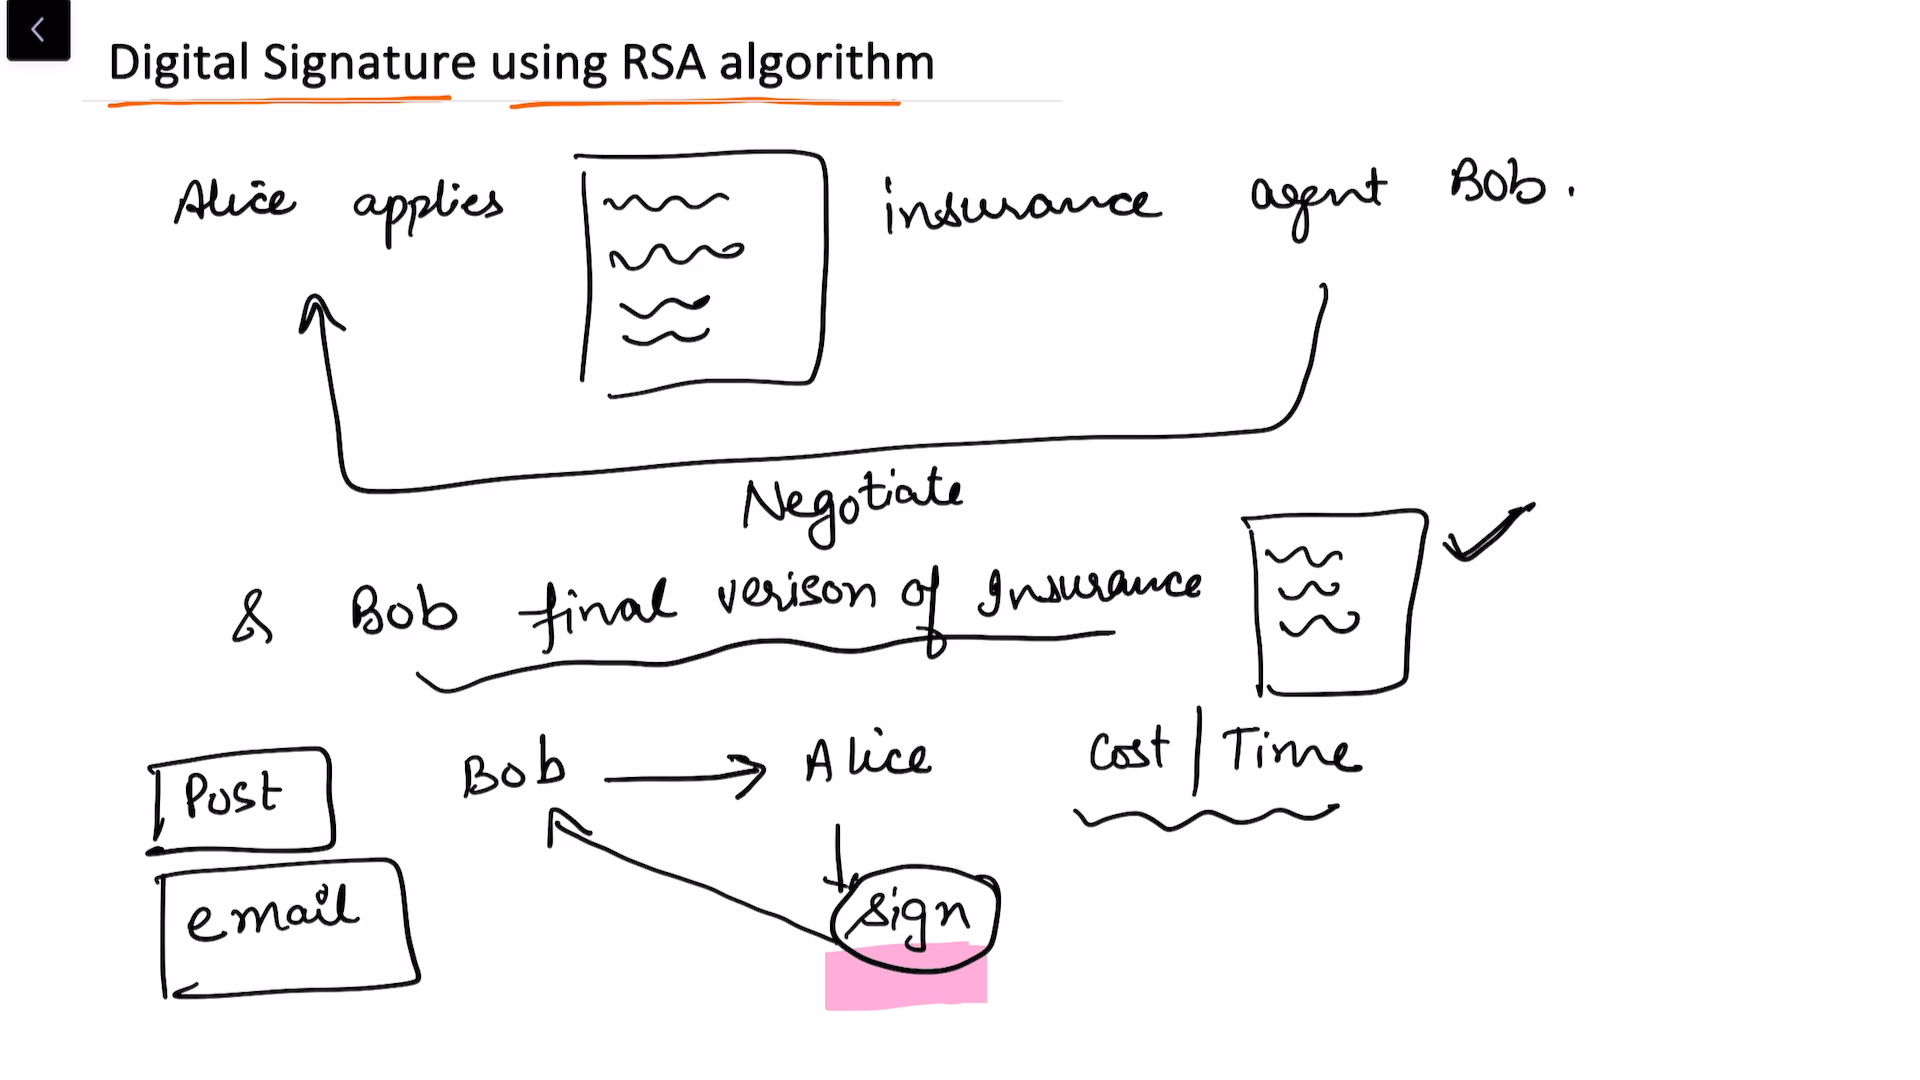 Digital Signature using RSA algorithm
Alice applies insurance agent Bob.
Negotiate
& Bob final verison of Insurance
Post Bob Alice Cost | Time
email sign